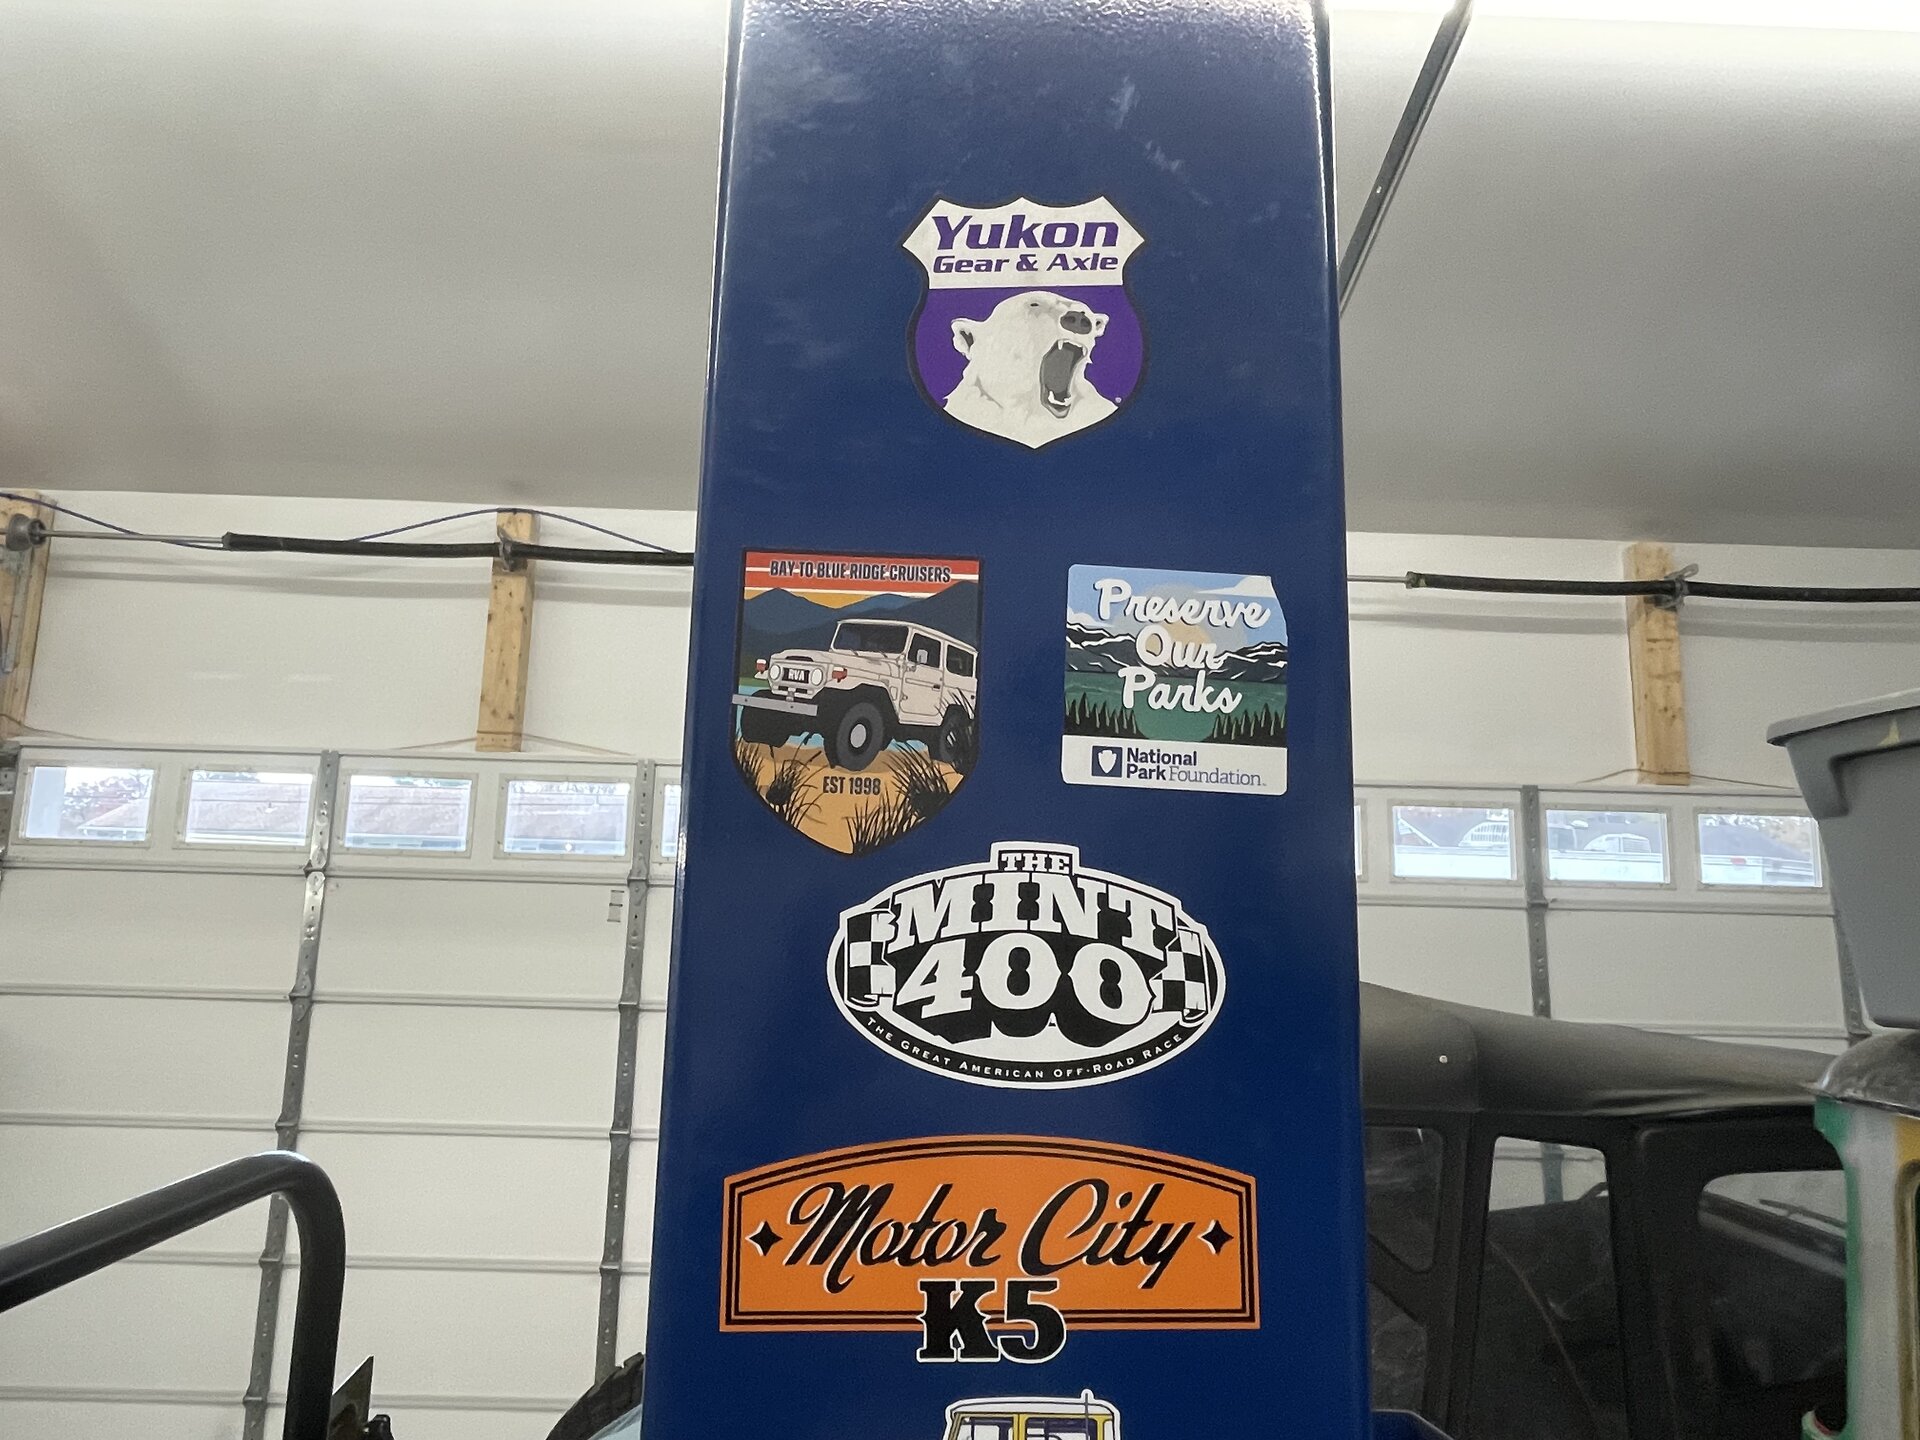 Yukon
Gear & Axle
BAY TO BLUE RIDGE CRUISERS
RVA
EST 1998
Preserve
Our
Parks
National
Park Foundation
THE
MINT
400
THE GREAT AMERICAN OFF-ROAD RACE
Motor City
K5